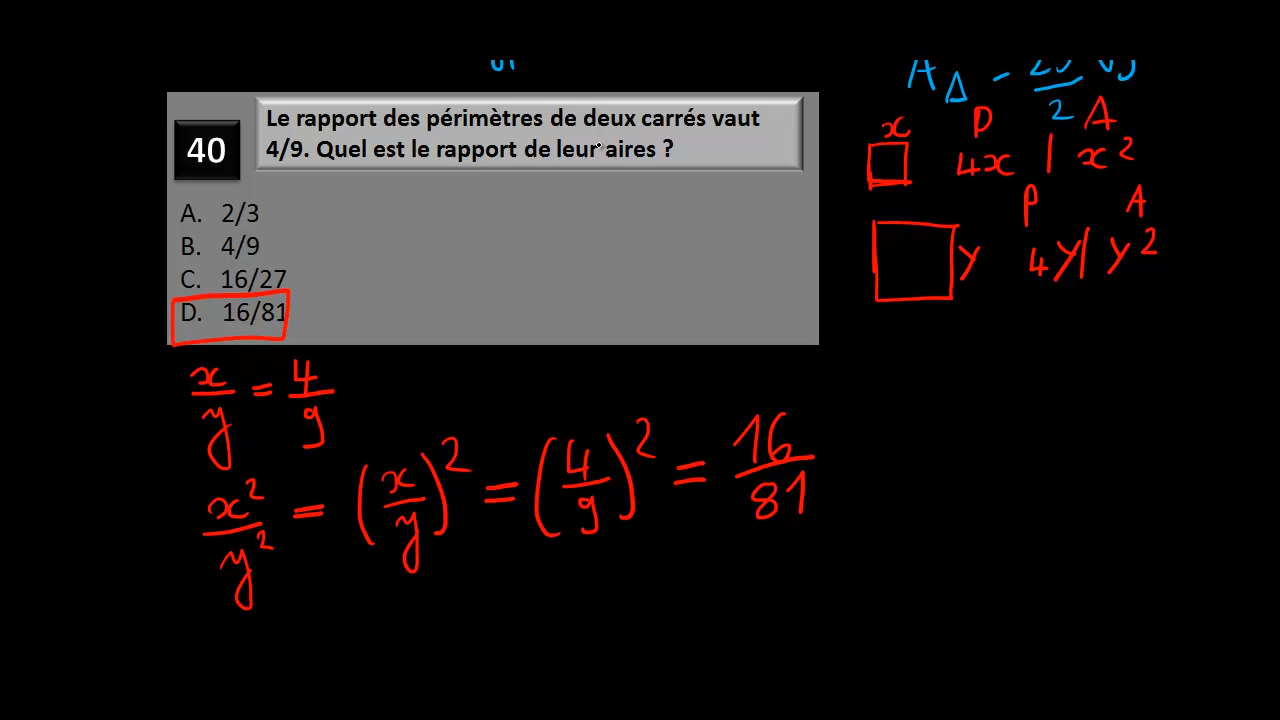 40
Le rapport des périmètres de deux carrés vaut
4/9. Quel est le rapport de leur aires ?
A. 2/3
B. 4/9
C. 16/27
D. 16/81
x P A
4x | x²
P A
y 4y | y²
x/y = 4/9
x²/y² = (x/y)² = (4/9)² = 16/81